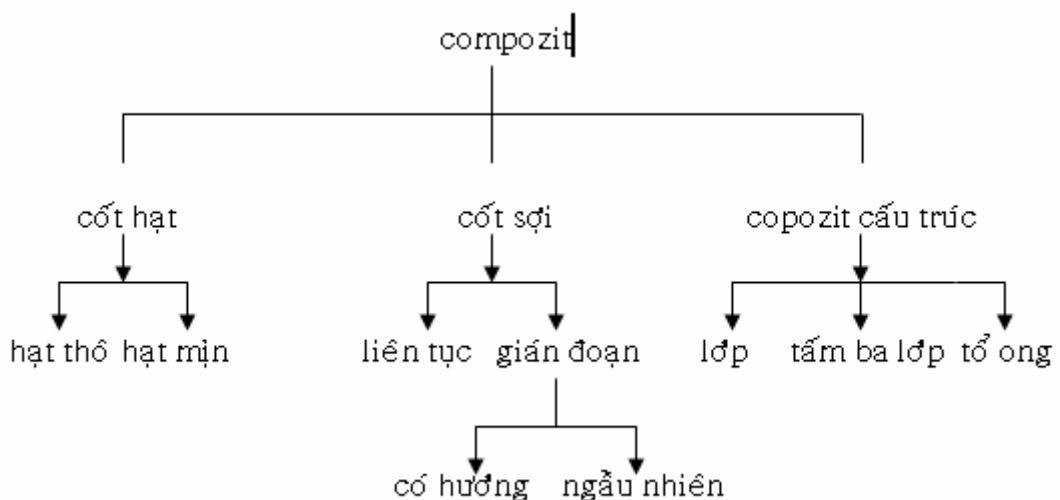 compozit
cốt hạt cốt sợi copozit cấu trúc
hạt thô hạt mịn liên tục gián đoạn lớp tấm ba lớp tổ ong
có hướng ngẫu nhiên